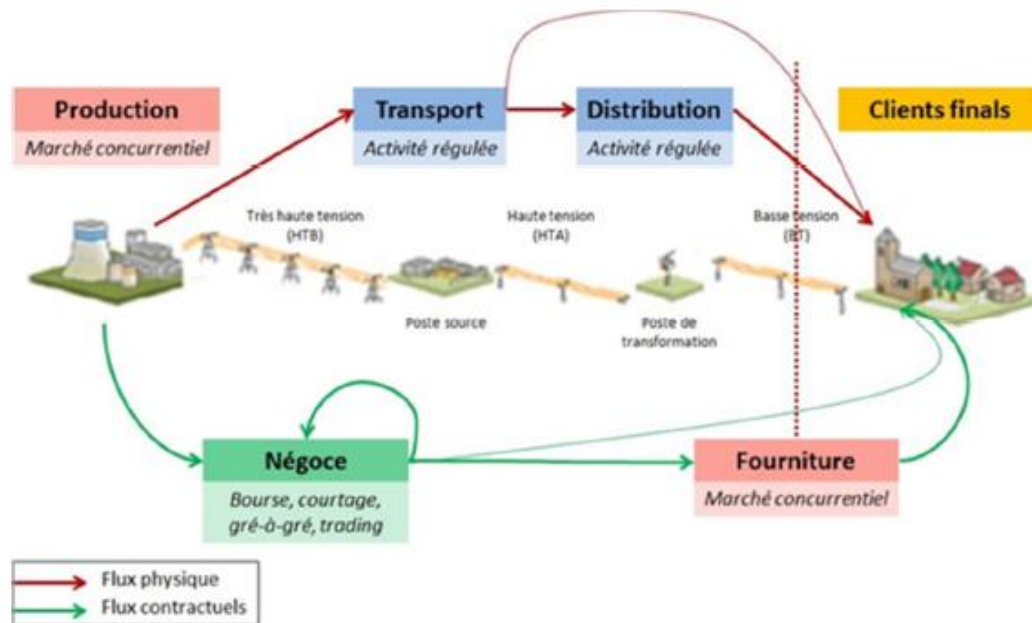 Production
Marché concurrentiel
Transport
Activité régulée
Distribution
Activité régulée
Clients finals
Très haute tension
(HTB)
Haute tension
(HTA)
Basse tension
(BT)
Poste source
Poste de
transformation
Négoce
Bourse, courtage,
gré-à-gré, trading
Fourniture
Marché concurrentiel
Flux physique
Flux contractuels